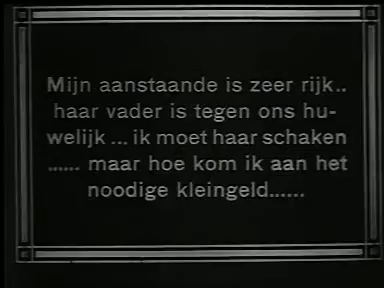 Mijn aanstaande is zeer rijk..
haar vader is tegen ons hu-
welijk ... ik moet haar schaken
...... maar hoe kom ik aan het
noodige kleingeld......